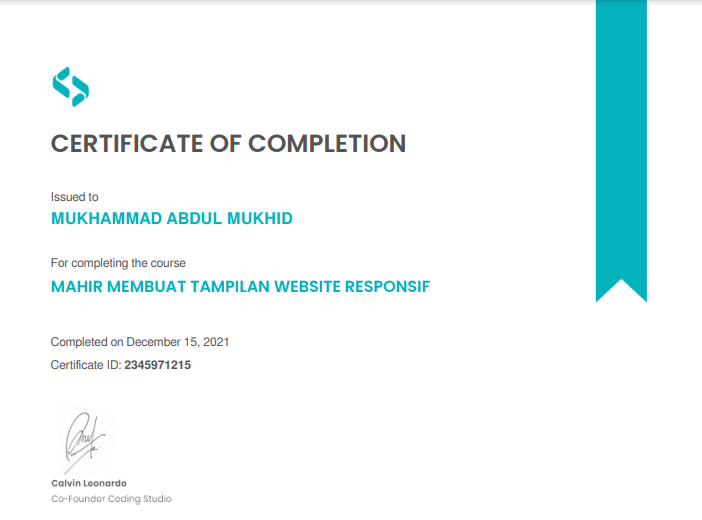 CERTIFICATE OF COMPLETION
Issued to
MUKHAMMAD ABDUL MUKHID
For completing the course
MAHIR MEMBUAT TAMPILAN WEBSITE RESPONSIF
Completed on December 15, 2021
Certificate ID: 2345971215
Calvin Leonardo
Co-Founder Coding Studio